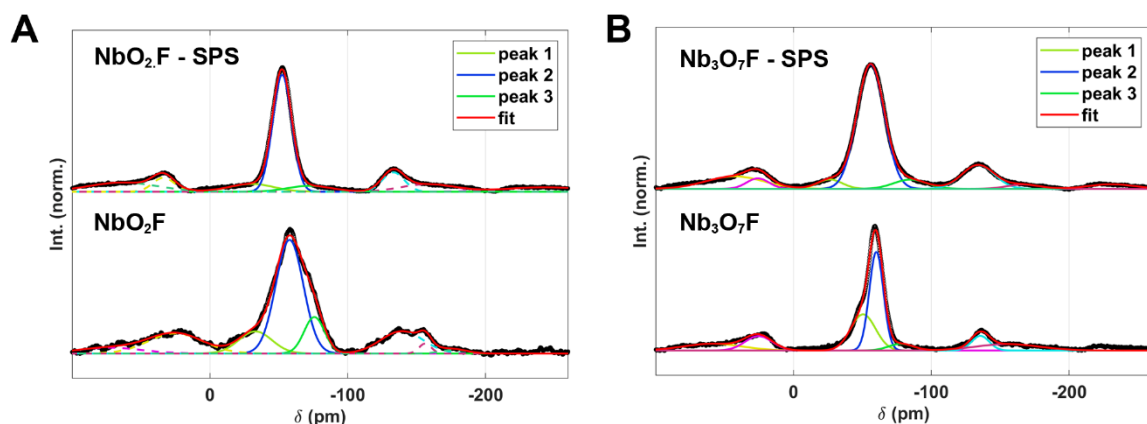 A
NbO2.F - SPS
peak 1
peak 2
peak 3
fit
NbO2F
Int. (norm.)
0
-100
-200
δ (pm)
B
Nb3O7F - SPS
peak 1
peak 2
peak 3
fit
Nb3O7F
Int. (norm.)
0
-100
-200
δ (pm)